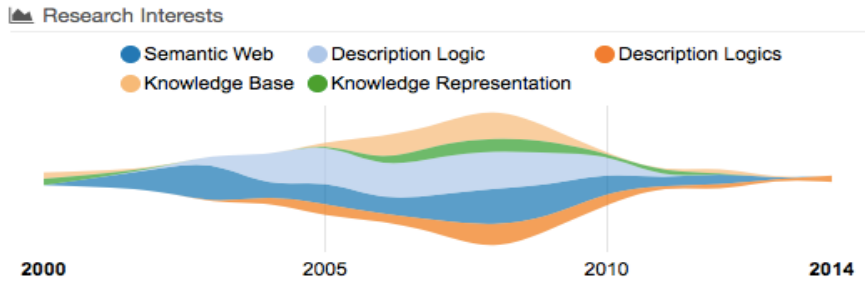 Research Interests
Semantic Web Description Logic Description Logics
Knowledge Base Knowledge Representation
2000 2005 2010 2014